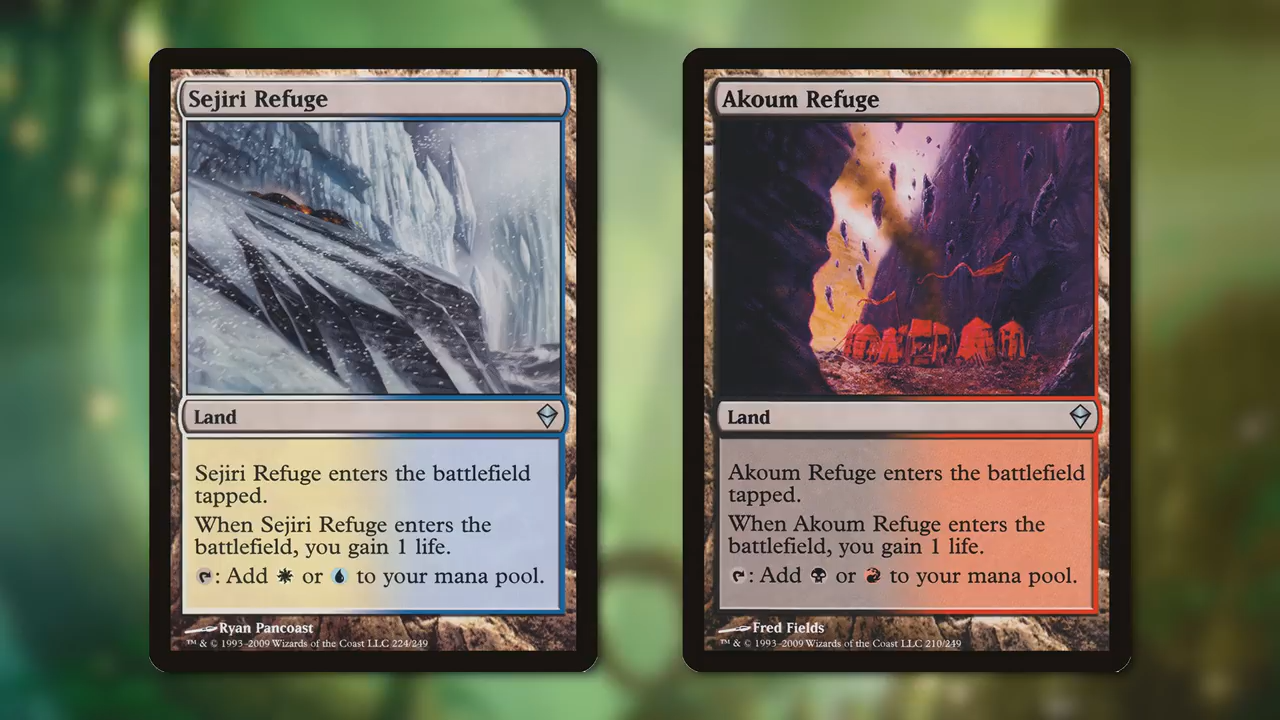 Sejiri Refuge
Land
Sejiri Refuge enters the battlefield
tapped.
When Sejiri Refuge enters the
battlefield, you gain 1 life.
: Add or to your mana pool.
Ryan Pancoast
™ & © 1993-2009 Wizards of the Coast LLC 224/249
Akoum Refuge
Land
Akoum Refuge enters the battlefield
tapped.
When Akoum Refuge enters the
battlefield, you gain 1 life.
: Add or to your mana pool.
Fred Fields
™ & © 1993-2009 Wizards of the Coast LLC 210/249